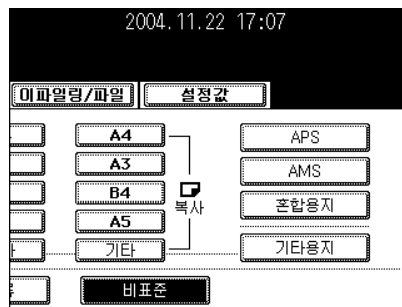 2004.11.22 17:07
이파일링/파일 설정값
A4 APS
A3 AMS
B4 복사 혼합용지
A5
기타 기타용지
비표준